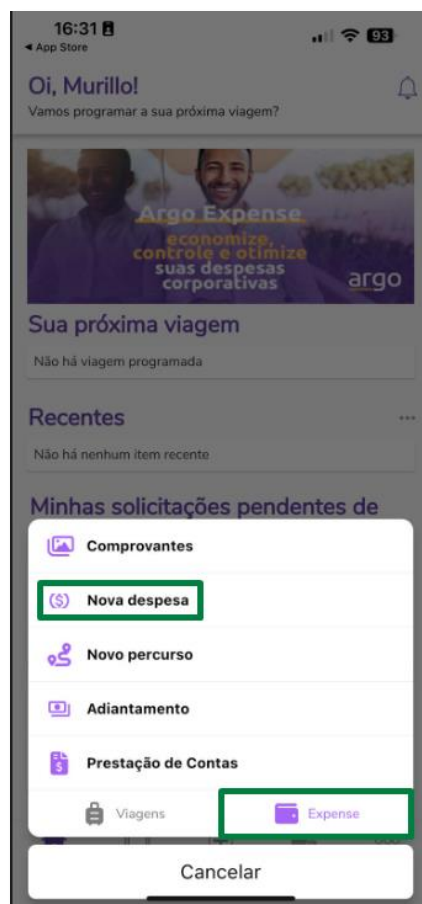 16:31
93
◄ App Store
Oi, Murillo!
Vamos programar a sua próxima viagem?
Argo Expense
economize,
controle e otimize
suas despesas
corporativas
argo
Sua próxima viagem
Não há viagem programada
Recentes
...
Não há nenhum item recente
Minhas solicitações pendentes de
Comprovantes
($) Nova despesa
Novo percurso
Adiantamento
Prestação de Contas
Viagens
Expense
Cancelar